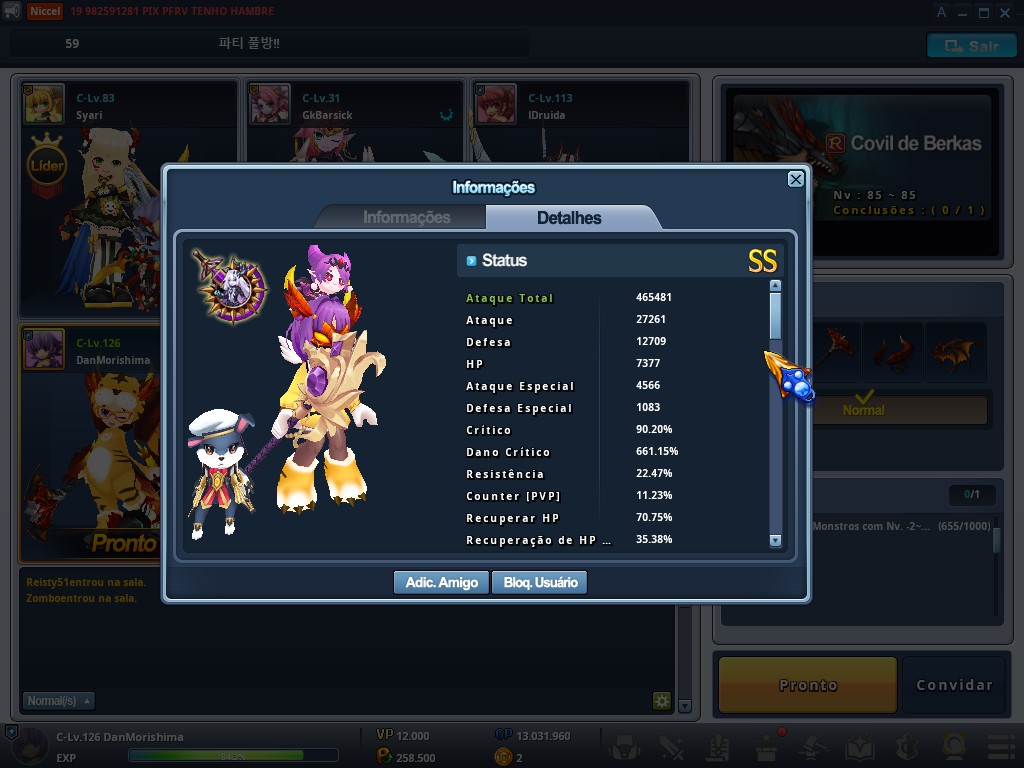 Niccel 19 982591281 PIX PFRV TENHO HAMBRE
59 파티 풀방!!
Sair
C-Lv.83
Syari
Líder
C-Lv.31
GkBarsick
C-Lv.113
IDruida
R Covil de Berkas
Nv : 85 ~ 85
Conclusões : ( 0 / 1 )
Informações
Informações
Detalhes
Status SS
Ataque Total 465481
Ataque 27261
Defesa 12709
HP 7377
Ataque Especial 4566
Defesa Especial 1083
Crítico 90.20%
Dano Crítico 661.15%
Resistência 22.47%
Counter [PVP] 11.23%
Recuperar HP 70.75%
Recuperação de HP ... 35.38%
Adic. Amigo
Bloq. Usuário
C-Lv.126
DanMorishima
Pronto
Normal
0/1
Monstros com Nv. -2~... (655/1000)
Reisty51entrou na sala.
Zomboentrou na sala.
Normal(/s)
Pronto
Convidar
C-Lv.126 DanMorishima
EXP
VP 12.000
GP 13.031.960
258.500
2